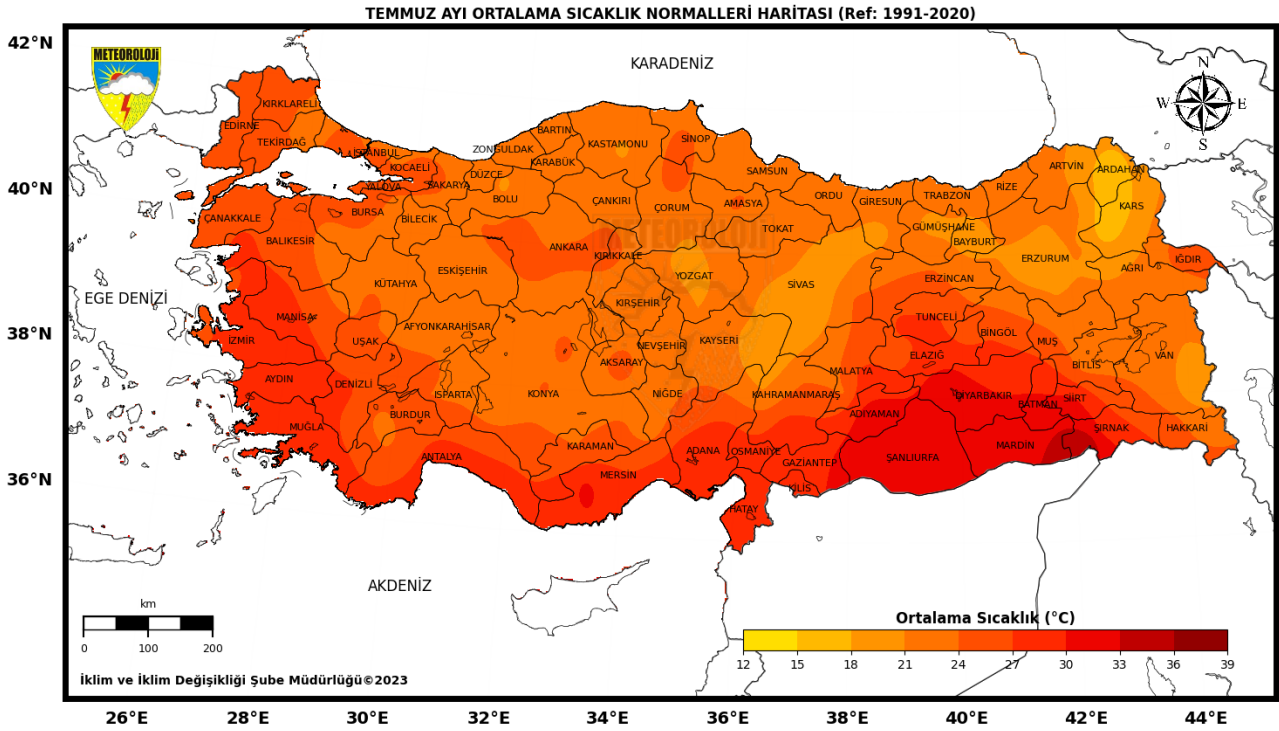 TEMMUZ AYI ORTALAMA SICAKLIK NORMALLERİ HARİTASI (Ref: 1991-2020)
42°N
40°N
38°N
36°N
METEOROLOJİ
KARADENİZ
N
W
E
S
KIRKLARELİ
EDİRNE
TEKİRDAĞ
İSTANBUL
KOCAELİ
YALOVA
SAKARYA
DÜZCE
ZONGULDAK
BARTIN
KARABÜK
KASTAMONU
SİNOP
SAMSUN
ORDU
GİRESUN
TRABZON
RİZE
ARTVİN
ARDAHAN
KARS
ÇANAKKALE
BURSA
BİLECİK
BOLU
ÇANKIRI
ÇORUM
AMASYA
TOKAT
METEOROLOJİ
GÜMÜŞHANE
BAYBURT
ERZURUM
AĞRI
IĞDIR
BALIKESİR
ESKİŞEHİR
ANKARA
KIRIKKALE
YOZGAT
SİVAS
ERZİNCAN
EGE DENİZİ
KÜTAHYA
KIRŞEHİR
MANİSA
AFYONKARAHİSAR
UŞAK
İZMİR
NEVŞEHİR
KAYSERİ
TUNCELİ
BİNGÖL
MUŞ
BİTLİS
VAN
AYDIN
DENİZLİ
ISPARTA
KONYA
AKSARAY
NİĞDE
MALATYA
ELAZIĞ
KAHRAMANMARAŞ
DİYARBAKIR
BATMAN
SİİRT
MUĞLA
BURDUR
ADIYAMAN
ŞIRNAK
HAKKARİ
ANTALYA
KARAMAN
MERSİN
ADANA
OSMANİYE
GAZİANTEP
ŞANLIURFA
MARDİN
KİLİS
HATAY
AKDENİZ
km
0
100
200
Ortalama Sıcaklık (°C)
12
15
18
21
24
27
30
33
36
39
İklim ve İklim Değişikliği Şube Müdürlüğü©2023
26°E
28°E
30°E
32°E
34°E
36°E
38°E
40°E
42°E
44°E